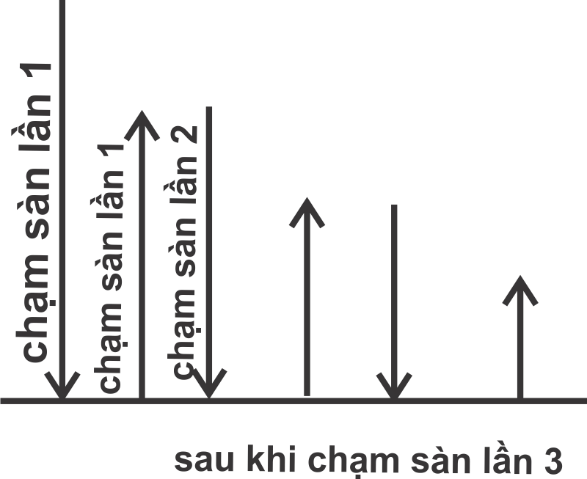 chạm sàn lần 1
chạm sàn lần 1
chạm sàn lần 2
sau khi chạm sàn lần 3